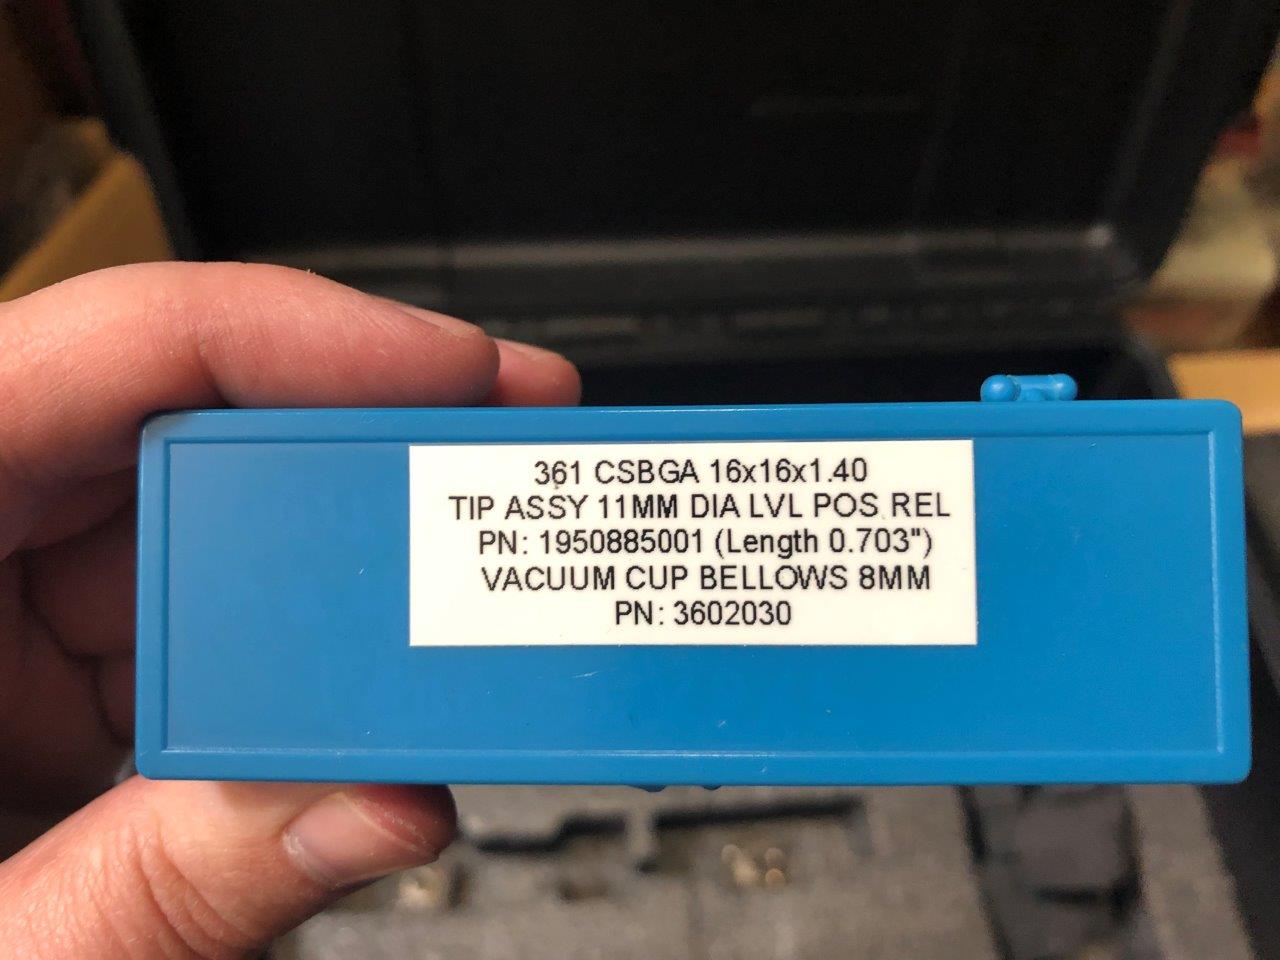 361 CSBGA 16x16x1.40
TIP ASSY 11MM DIA LVL POS REL
PN: 1950885001 (Length 0.703")
VACUUM CUP BELLOWS 8MM
PN: 3602030